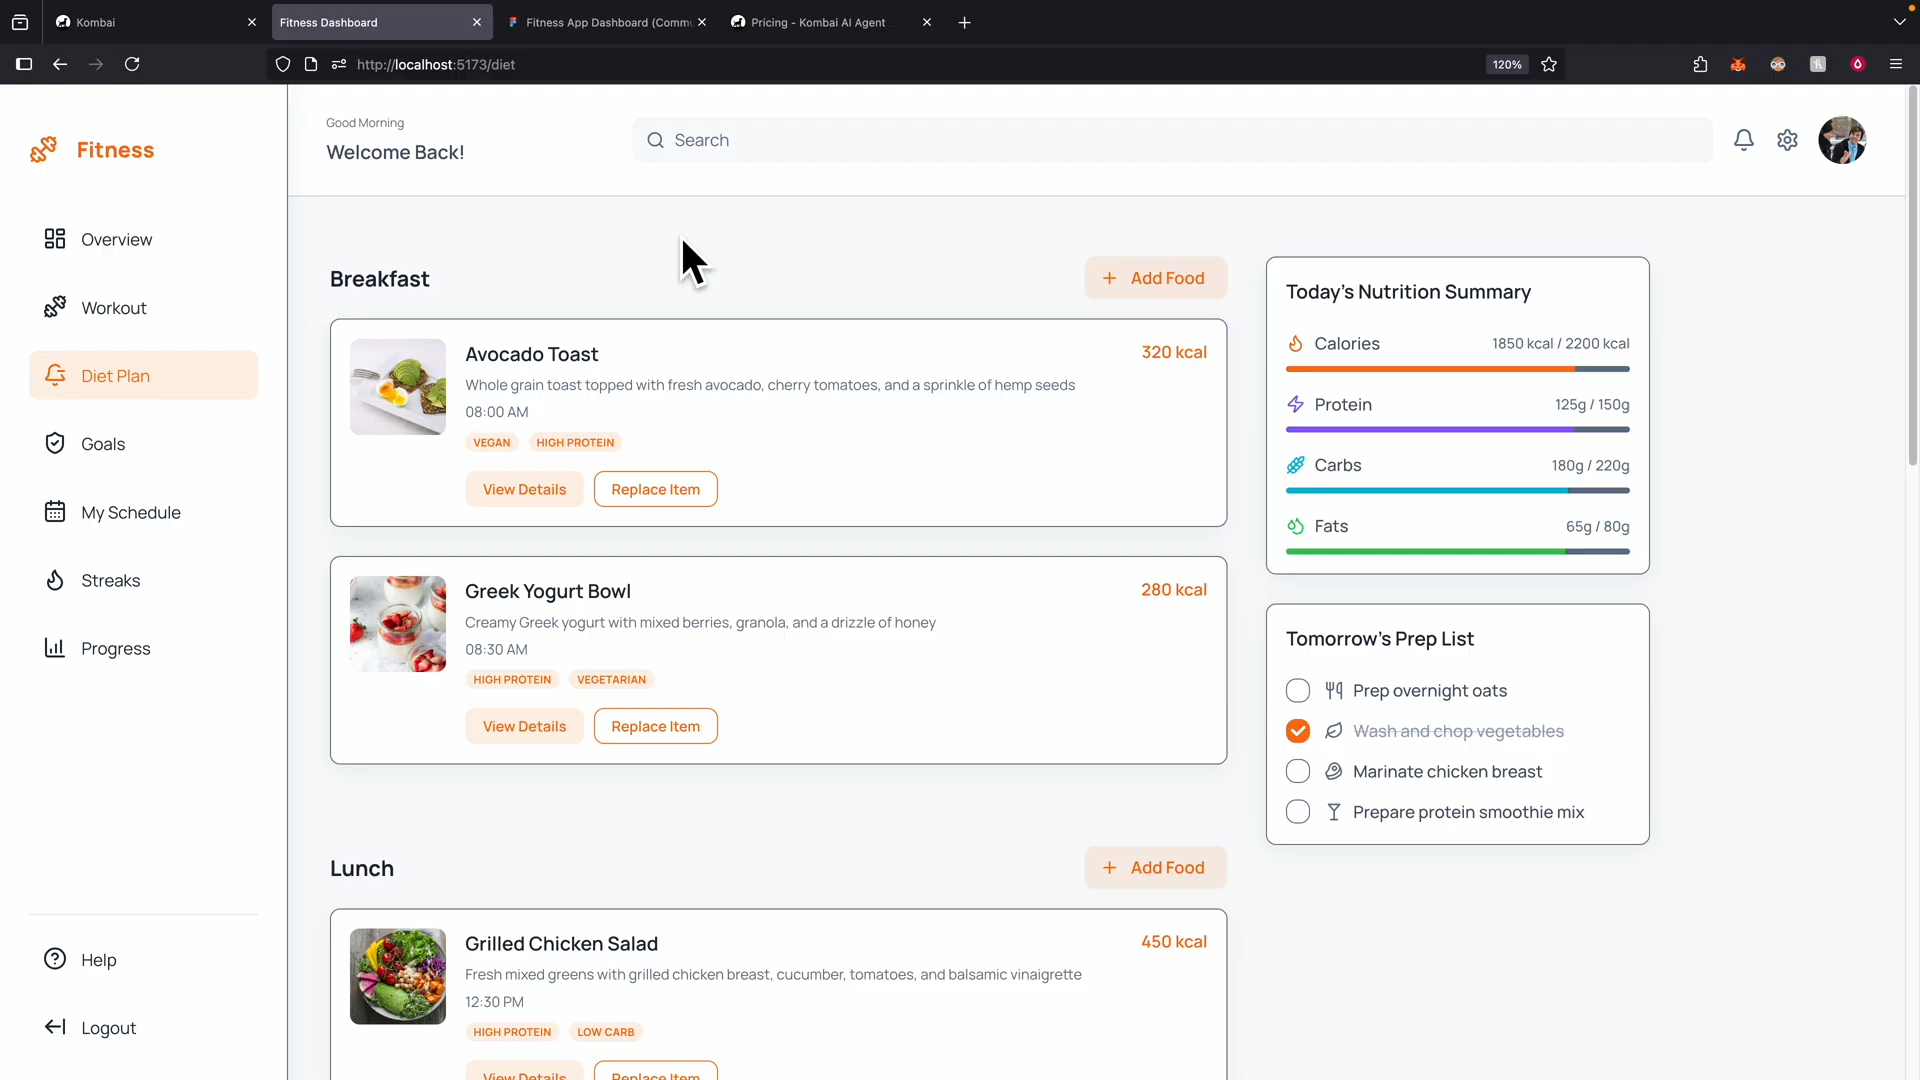 Kombai
Fitness Dashboard
Fitness App Dashboard (Commu
Pricing - Kombai AI Agent
http://localhost:5173/diet
120%
Fitness
Overview
Workout
Diet Plan
Goals
My Schedule
Streaks
Progress
Help
Logout
Good Morning
Welcome Back!
Search
Breakfast
+ Add Food
Avocado Toast
320 kcal
Whole grain toast topped with fresh avocado, cherry tomatoes, and a sprinkle of hemp seeds
08:00 AM
VEGAN HIGH PROTEIN
View Details Replace Item
Greek Yogurt Bowl
280 kcal
Creamy Greek yogurt with mixed berries, granola, and a drizzle of honey
08:30 AM
HIGH PROTEIN VEGETARIAN
View Details Replace Item
Lunch
+ Add Food
Grilled Chicken Salad
450 kcal
Fresh mixed greens with grilled chicken breast, cucumber, tomatoes, and balsamic vinaigrette
12:30 PM
HIGH PROTEIN LOW CARB
View Details Replace Item
Today's Nutrition Summary
Calories 1850 kcal / 2200 kcal
Protein 125g / 150g
Carbs 180g / 220g
Fats 65g / 80g
Tomorrow's Prep List
Prep overnight oats
Wash and chop vegetables
Marinate chicken breast
Prepare protein smoothie mix